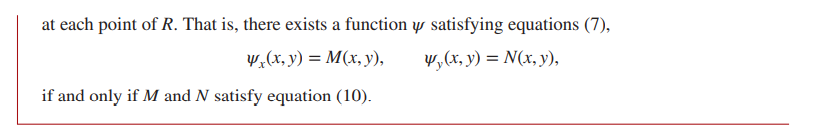 at each point of R. That is, there exists a function ψ satisfying equations (7),
ψₓ(x, y) = M(x, y), ψᵧ(x, y) = N(x, y),
if and only if M and N satisfy equation (10).